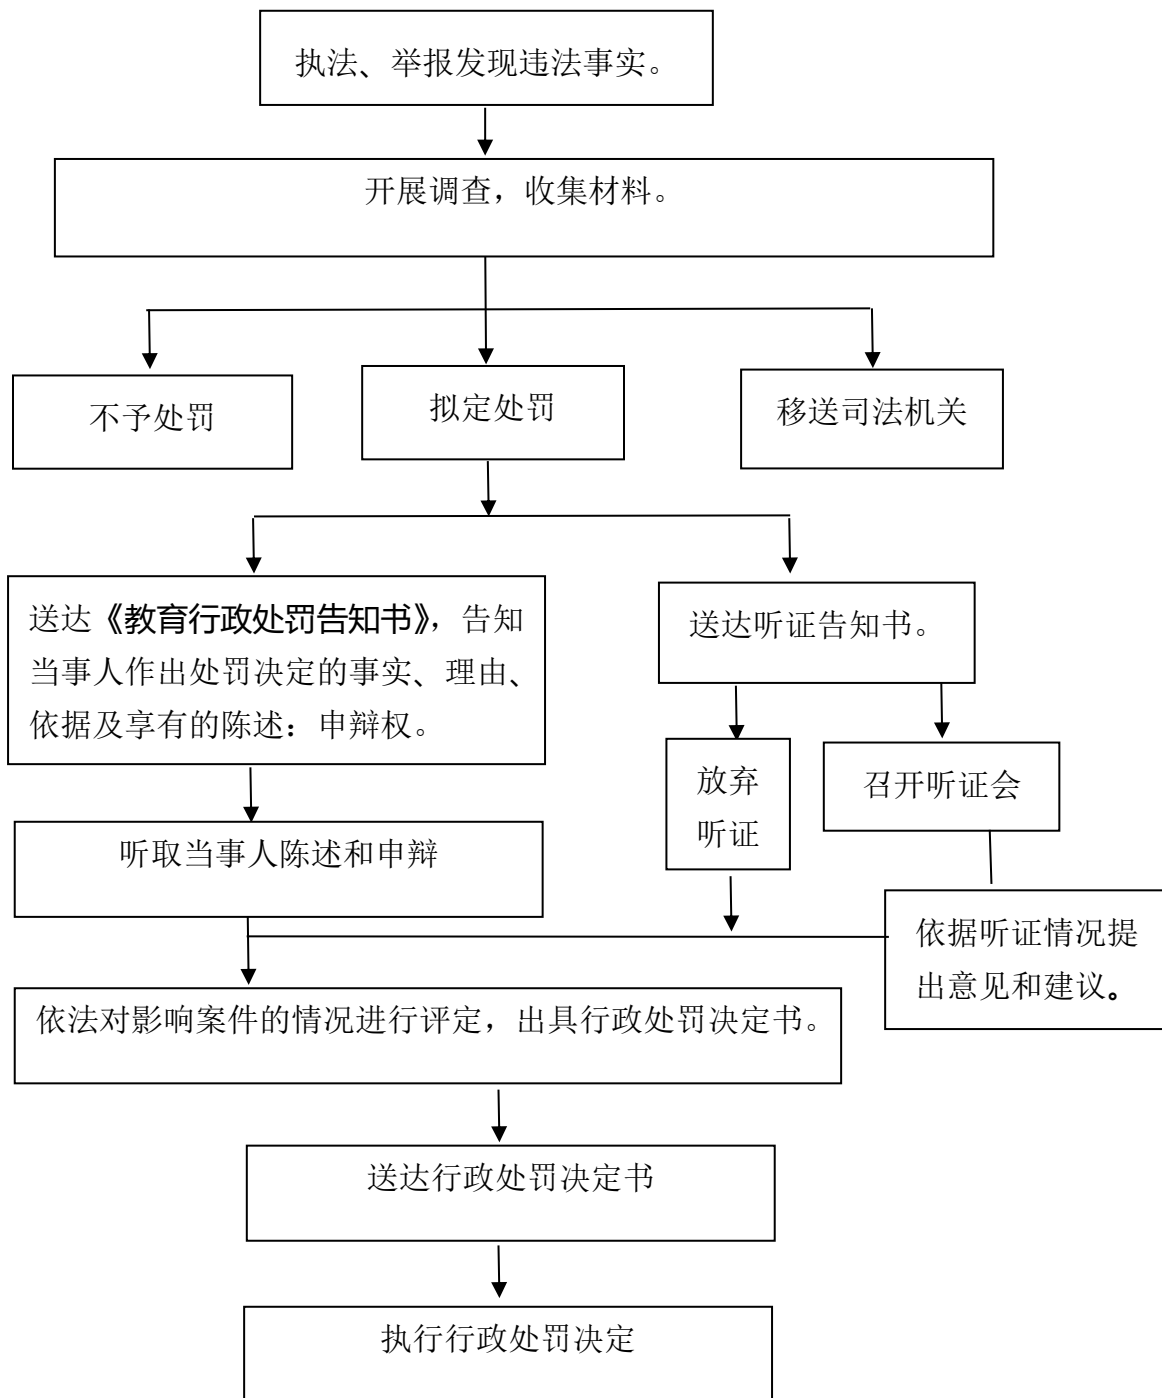 执法、举报发现违法事实。
开展调查，收集材料。
不予处罚
拟定处罚
移送司法机关
送达《教育行政处罚告知书》，告知
当事人作出处罚决定的事实、理由、
依据及享有的陈述：申辩权。
送达听证告知书。
放弃
听证
召开听证会
听取当事人陈述和申辩
依据听证情况提
出意见和建议。
依法对影响案件的情况进行评定，出具行政处罚决定书。
送达行政处罚决定书
执行行政处罚决定